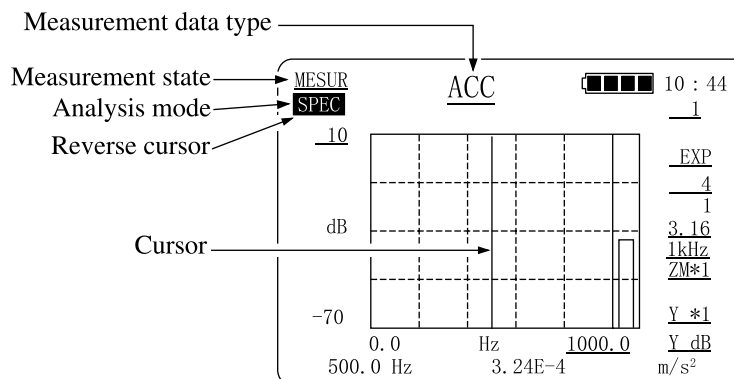 Measurement data type
Measurement state
Analysis mode
Reverse cursor
Cursor
MESUR
SPEC
ACC
10 : 44
1
10
dB
-70
EXP
4
1
3.16
1kHz
ZM*1
Y *1
Y dB
0.0 Hz 1000.0
500.0 Hz 3.24E-4 m/s²